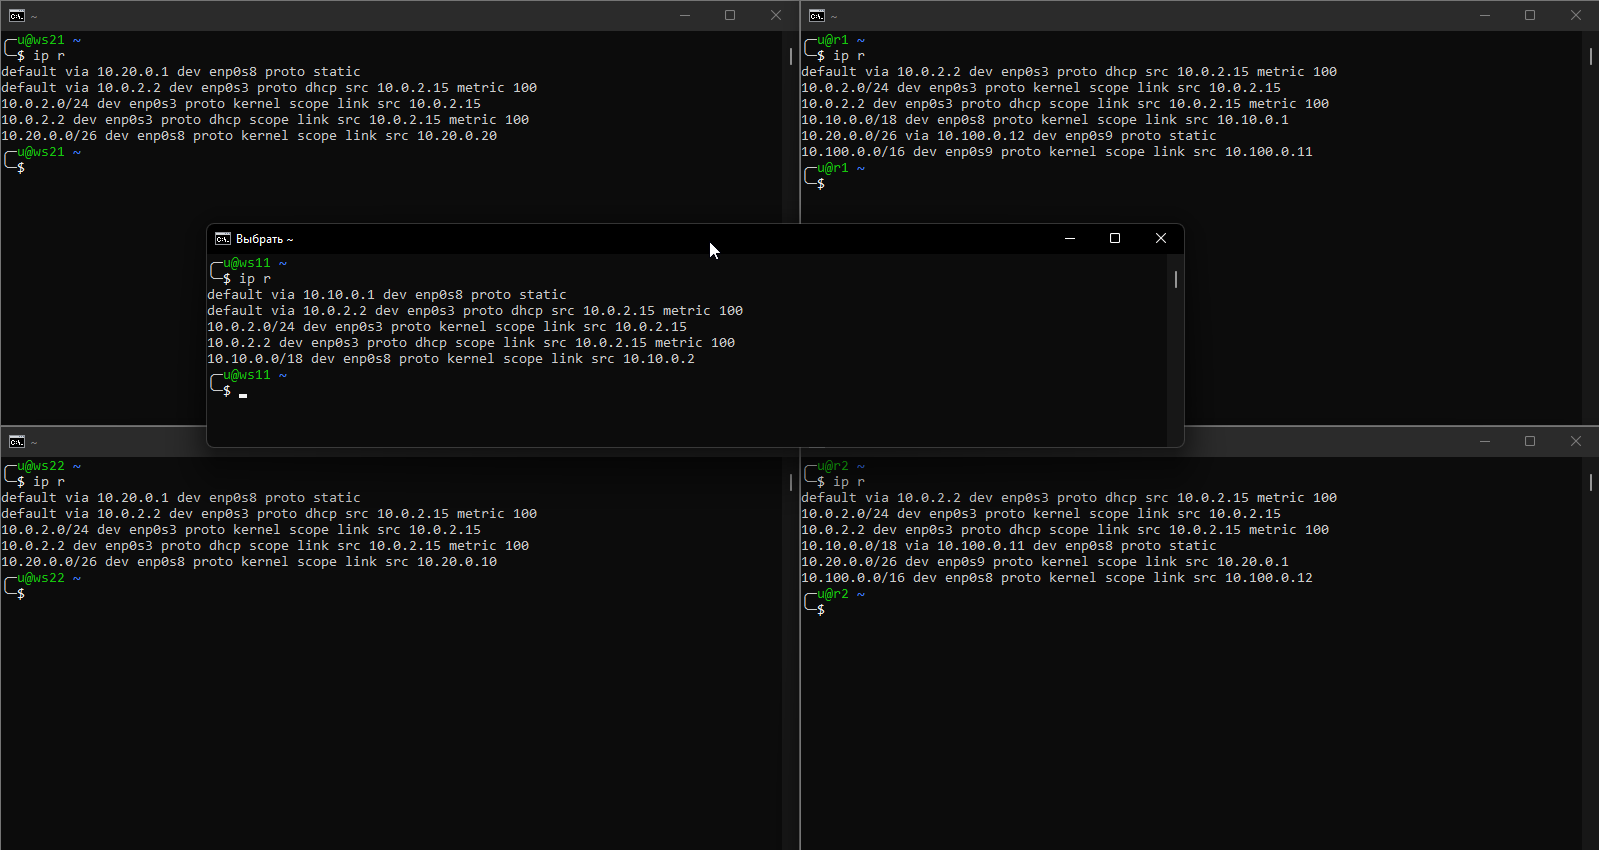 ~
u@ws21 ~
$ ip r
default via 10.20.0.1 dev enp0s8 proto static
default via 10.0.2.2 dev enp0s3 proto dhcp src 10.0.2.15 metric 100
10.0.2.0/24 dev enp0s3 proto kernel scope link src 10.0.2.15
10.0.2.2 dev enp0s3 proto dhcp scope link src 10.0.2.15 metric 100
10.20.0.0/26 dev enp0s8 proto kernel scope link src 10.20.0.20
u@ws21 ~
$
~
u@r1 ~
$ ip r
default via 10.0.2.2 dev enp0s3 proto dhcp src 10.0.2.15 metric 100
10.0.2.0/24 dev enp0s3 proto kernel scope link src 10.0.2.15
10.0.2.2 dev enp0s3 proto dhcp scope link src 10.0.2.15 metric 100
10.10.0.0/18 dev enp0s8 proto kernel scope link src 10.10.0.1
10.20.0.0/26 via 10.100.0.12 dev enp0s9 proto static
10.100.0.0/16 dev enp0s9 proto kernel scope link src 10.100.0.11
u@r1 ~
$
Выбрать ~
u@ws11 ~
$ ip r
default via 10.10.0.1 dev enp0s8 proto static
default via 10.0.2.2 dev enp0s3 proto dhcp src 10.0.2.15 metric 100
10.0.2.0/24 dev enp0s3 proto kernel scope link src 10.0.2.15
10.0.2.2 dev enp0s3 proto dhcp scope link src 10.0.2.15 metric 100
10.10.0.0/18 dev enp0s8 proto kernel scope link src 10.10.0.2
u@ws11 ~
$
~
u@ws22 ~
$ ip r
default via 10.20.0.1 dev enp0s8 proto static
default via 10.0.2.2 dev enp0s3 proto dhcp src 10.0.2.15 metric 100
10.0.2.0/24 dev enp0s3 proto kernel scope link src 10.0.2.15
10.0.2.2 dev enp0s3 proto dhcp scope link src 10.0.2.15 metric 100
10.20.0.0/26 dev enp0s8 proto kernel scope link src 10.20.0.10
u@ws22 ~
$
u@r2 ~
$ ip r
default via 10.0.2.2 dev enp0s3 proto dhcp src 10.0.2.15 metric 100
10.0.2.0/24 dev enp0s3 proto kernel scope link src 10.0.2.15
10.0.2.2 dev enp0s3 proto dhcp scope link src 10.0.2.15 metric 100
10.10.0.0/18 via 10.100.0.11 dev enp0s8 proto static
10.20.0.0/26 dev enp0s9 proto kernel scope link src 10.20.0.1
10.100.0.0/16 dev enp0s8 proto kernel scope link src 10.100.0.12
u@r2 ~
$